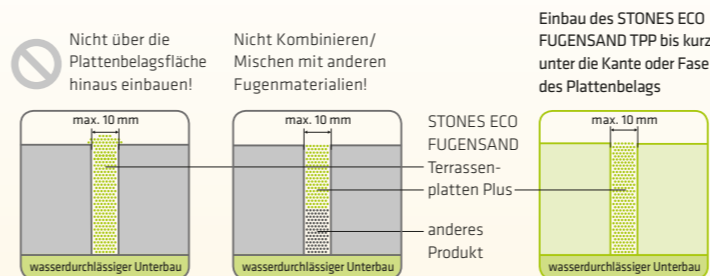 Nicht über die
Plattenbelagsfläche
hinaus einbauen!
Nicht Kombinieren/
Mischen mit anderen
Fugenmaterialien!
Einbau des STONES ECO
FUGENSAND TPP bis kurz
unter die Kante oder Fase
des Plattenbelags
max. 10 mm
max. 10 mm
max. 10 mm
STONES ECO
FUGENSAND
Terrassen-
platten Plus
anderes
Produkt
wasserdurchlässiger Unterbau
wasserdurchlässiger Unterbau
wasserdurchlässiger Unterbau